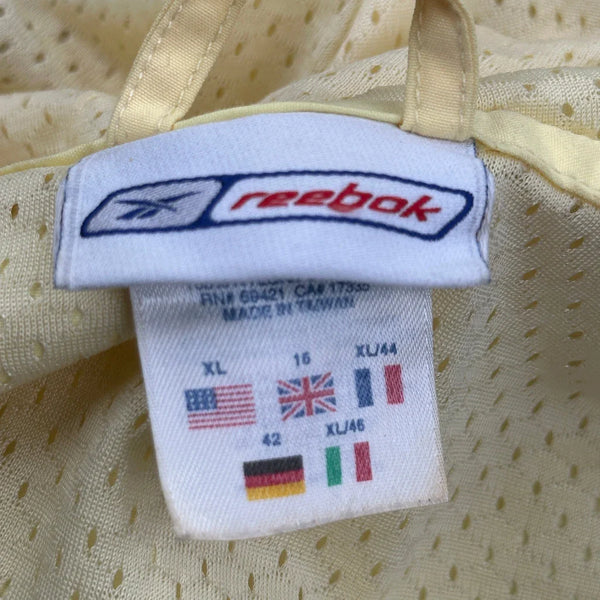 reebok
RN# 69421 CA# 17335
MADE IN TAIWAN
XL 16 XL/44
42 XL/46